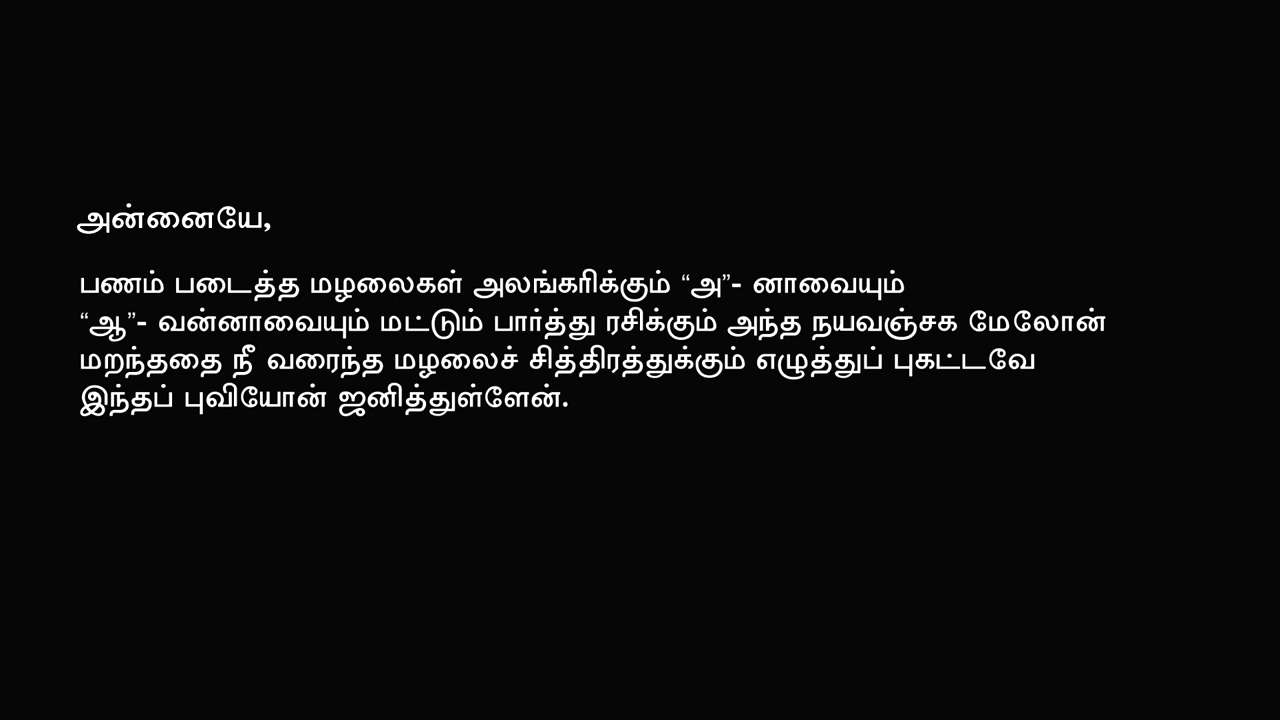 அன்னையே,
பணம் படைத்த மழலைகள் அலங்கரிக்கும் “அ”- னாவையும்
“ஆ”- வன்னாவையும் மட்டும் பார்த்து ரசிக்கும் அந்த நயவஞ்சக மேலோன்
மறந்ததை நீ வரைந்த மழலைச் சித்திரத்துக்கும் எழுத்துப் புகட்டவே
இந்தப் புவியோன் ஜனித்துள்ளேன்.